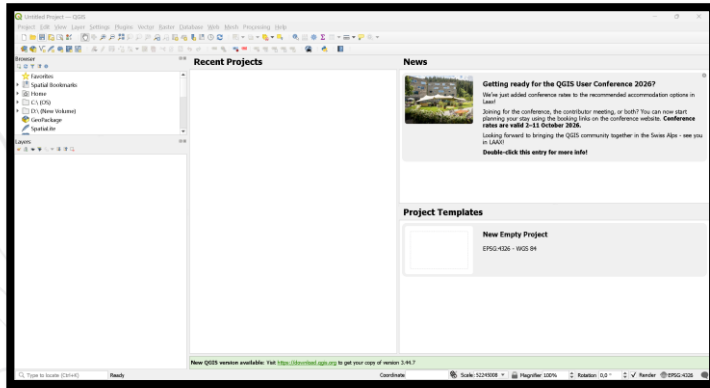 Untitled Project — QGIS
Project Edit View Layer Settings Plugins Vector Raster Database Web Mesh Processing Help
Browser
Favorites
Spatial Bookmarks
Home
C:\ (OS)
D:\ (New Volume)
GeoPackage
SpatiaLite
Layers
Recent Projects
News
Getting ready for the QGIS User Conference 2026?
We've just added conference rates to the recommended accommodation options in
Laax!
Joining for the conference, the contributor meeting, or both? You can now start
planning your stay using the booking links on the conference website. Conference
rates are valid 2–11 October 2026.
Looking forward to bringing the QGIS community together in the Swiss Alps - see you
in LAAX!
Double-click this entry for more info!
Project Templates
New Empty Project
EPSG:4326 - WGS 84
New QGIS version available: Visit https://download.qgis.org to get your copy of version 3.44.7
Type to locate (Ctrl+K)
Ready
Coordinate
Scale
Magnifier 100%
Rotation 0,0 °
Render
EPSG:4326